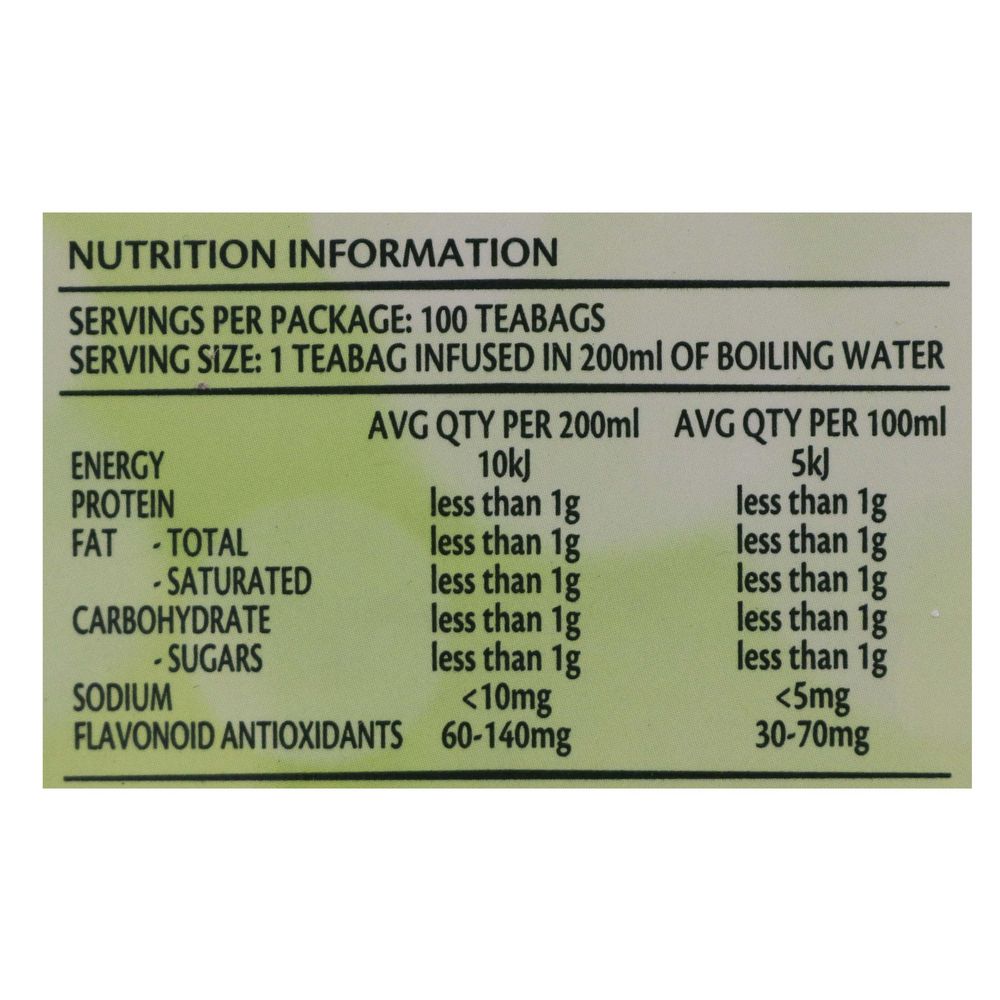 NUTRITION INFORMATION
SERVINGS PER PACKAGE: 100 TEABAGS
SERVING SIZE: 1 TEABAG INFUSED IN 200ml OF BOILING WATER
AVG QTY PER 200ml AVG QTY PER 100ml
ENERGY 10kJ 5kJ
PROTEIN less than 1g less than 1g
FAT - TOTAL less than 1g less than 1g
- SATURATED less than 1g less than 1g
CARBOHYDRATE less than 1g less than 1g
- SUGARS less than 1g less than 1g
SODIUM <10mg <5mg
FLAVONOID ANTIOXIDANTS 60-140mg 30-70mg